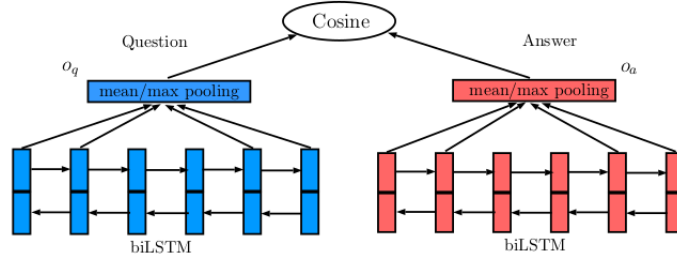 Cosine
Question
Answer
o_q
o_a
mean/max pooling
mean/max pooling
biLSTM
biLSTM